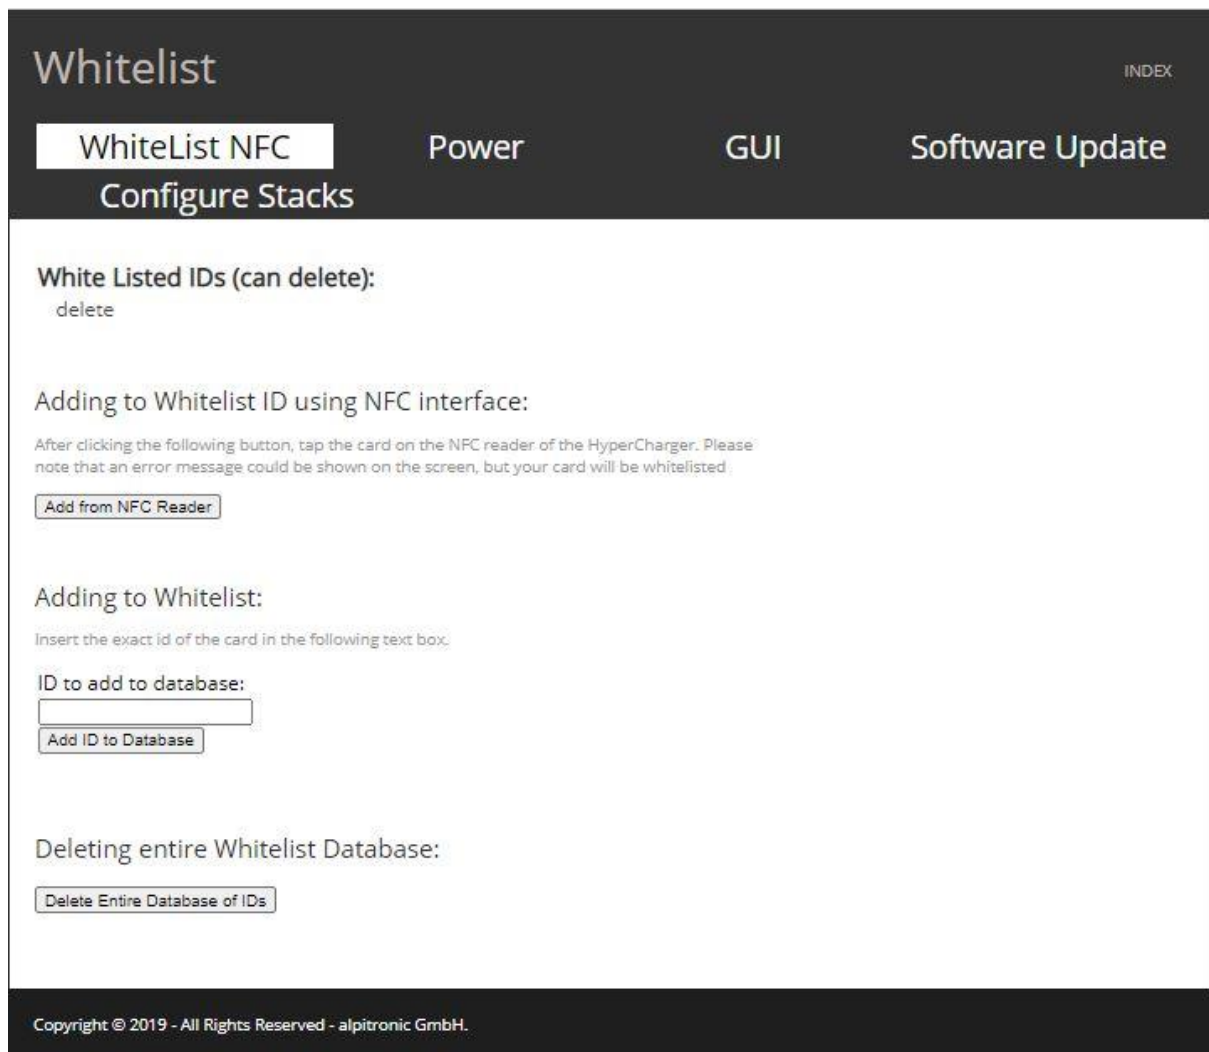 Whitelist
INDEX
WhiteList NFC Power GUI Software Update
Configure Stacks
White Listed IDs (can delete):
delete
Adding to Whitelist ID using NFC interface:
After clicking the following button, tap the card on the NFC reader of the HyperCharger. Please
note that an error message could be shown on the screen, but your card will be whitelisted
Add from NFC Reader
Adding to Whitelist:
Insert the exact id of the card in the following text box.
ID to add to database:
Add ID to Database
Deleting entire Whitelist Database:
Delete Entire Database of IDs
Copyright © 2019 - All Rights Reserved - alpitronic GmbH.